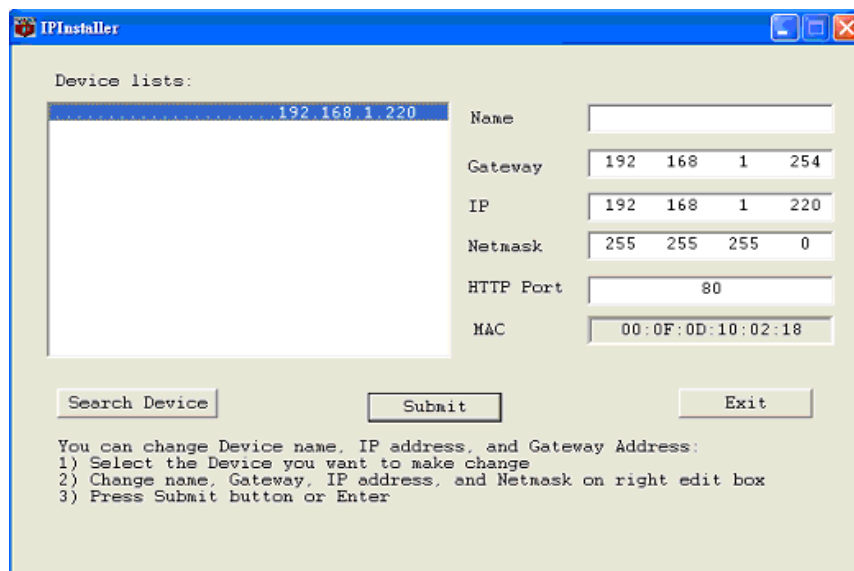 IPInstaller
Device lists:
.....................192.168.1.220
Name
Gateway 192 168 1 254
IP 192 168 1 220
Netmask 255 255 255 0
HTTP Port 80
MAC 00:0F:0D:10:02:18
Search Device Submit Exit
You can change Device name, IP address, and Gateway Address:
1) Select the Device you want to make change
2) Change name, Gateway, IP address, and Netmask on right edit box
3) Press Submit button or Enter